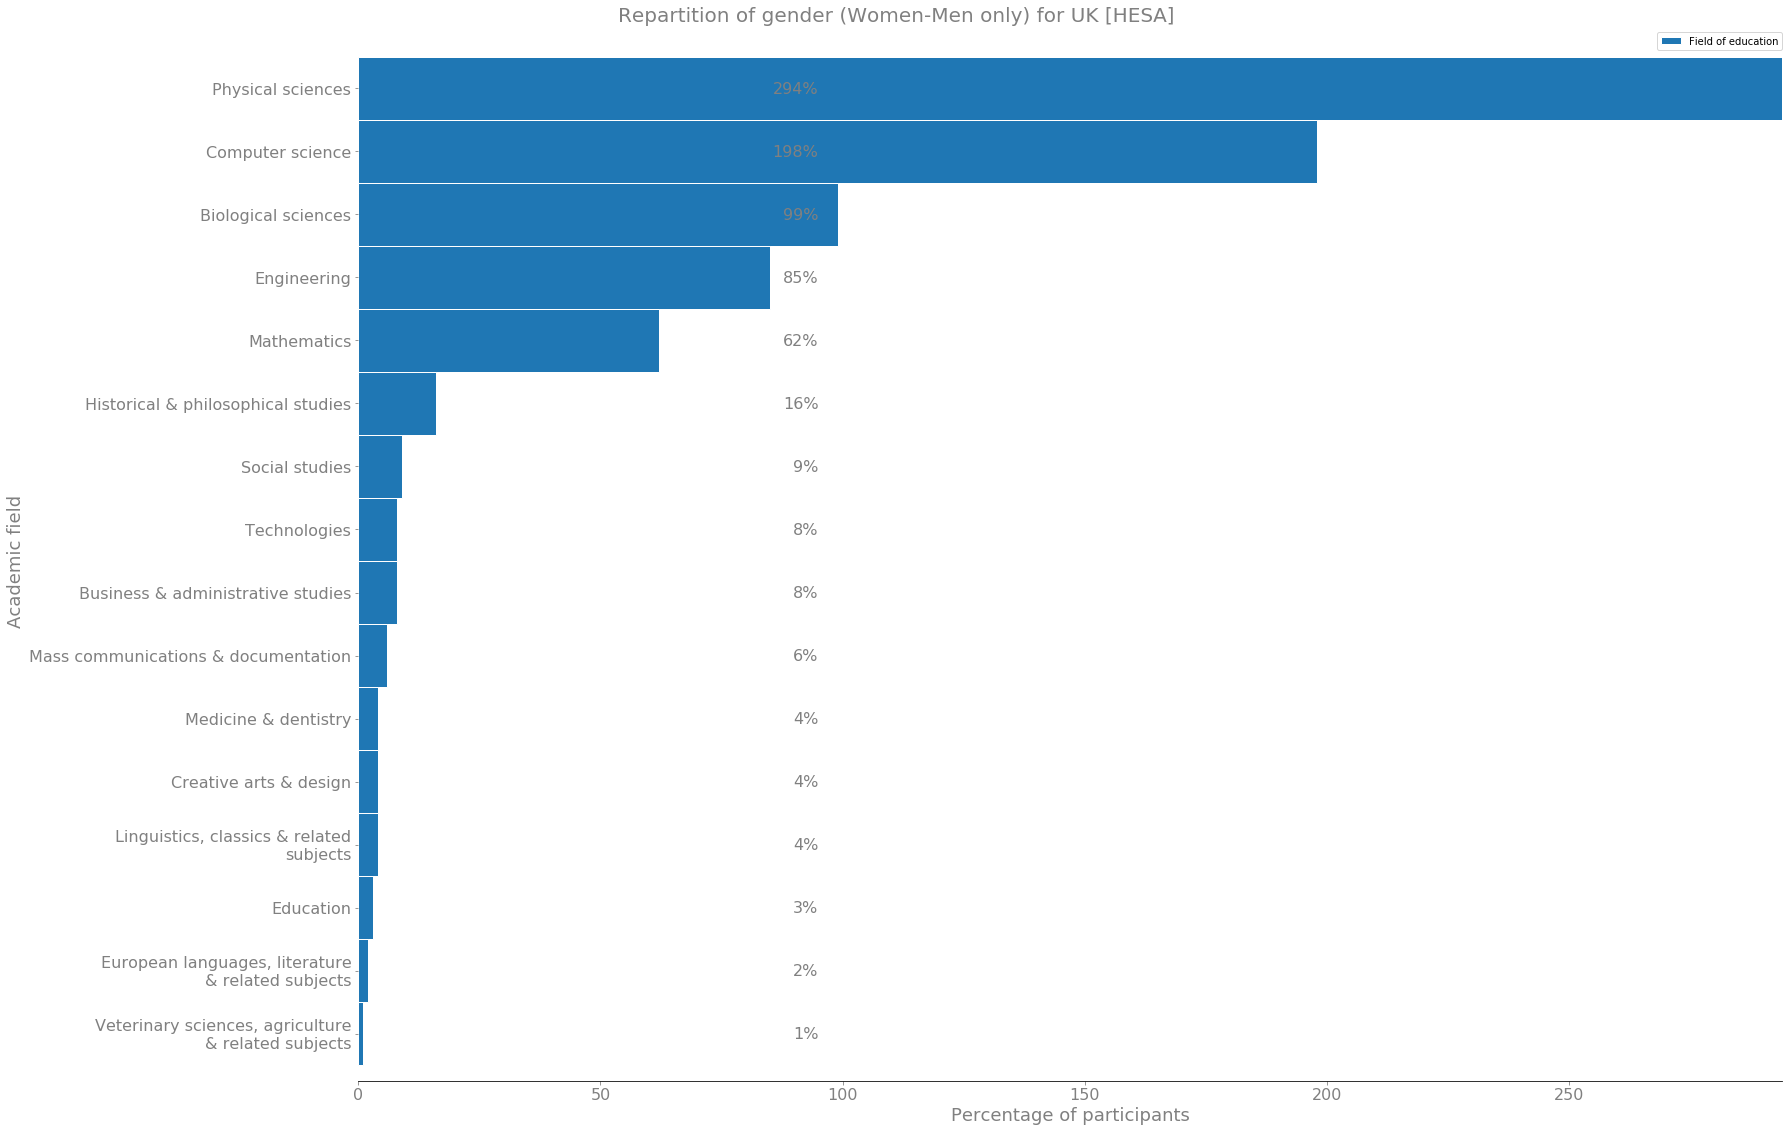 Repartition of gender (Women-Men only) for UK [HESA]
Field of education
Physical sciences 294%
Computer science 198%
Biological sciences 99%
Engineering 85%
Mathematics 62%
Historical & philosophical studies 16%
Social studies 9%
Technologies 8%
Business & administrative studies 8%
Mass communications & documentation 6%
Medicine & dentistry 4%
Creative arts & design 4%
Linguistics, classics & related
subjects 4%
Education 3%
European languages, literature
& related subjects 2%
Veterinary sciences, agriculture
& related subjects 1%
Academic field
0 50 100 150 200 250
Percentage of participants